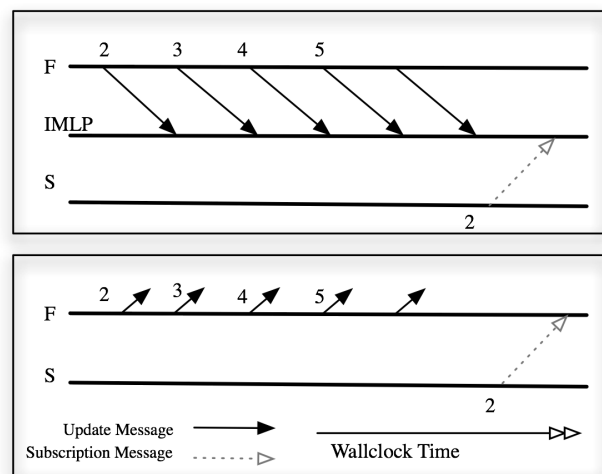 2 3 4 5
F
IMLP
S
2
2 3 4 5
F
S
2
Update Message
Subscription Message
Wallclock Time